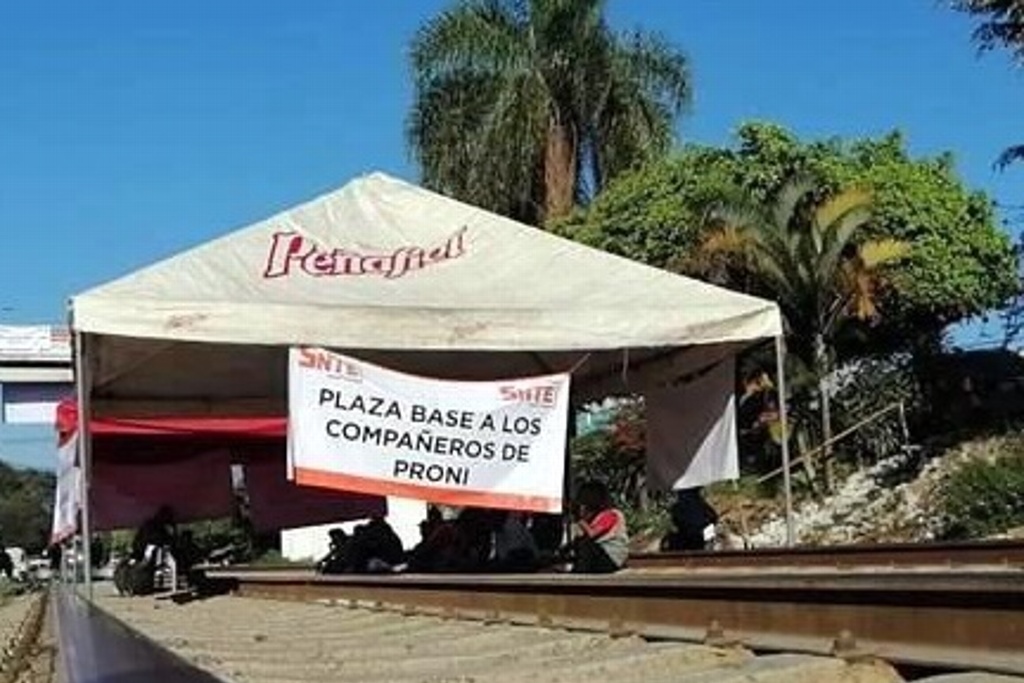 Peñafiel
SNTE SNTE
PLAZA BASE A LOS
COMPAÑEROS DE
PRONI